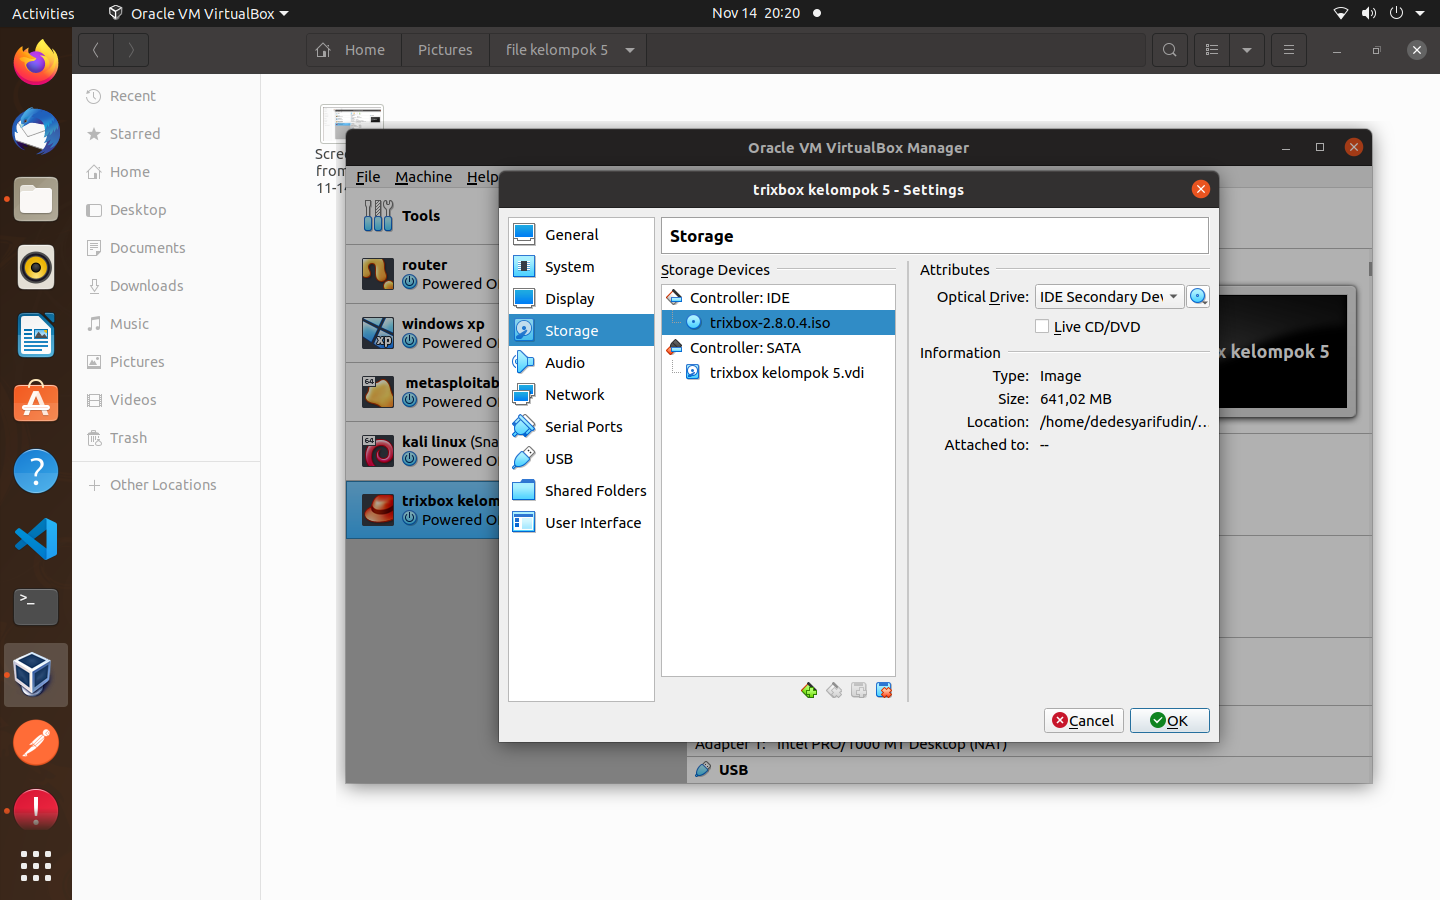 Activities
Oracle VM VirtualBox
Nov 14 20:20
Home
Pictures
file kelompok 5
Recent
Starred
Home
Desktop
Documents
Downloads
Music
Pictures
Videos
Trash
Other Locations
from
11-1
Oracle VM VirtualBox Manager
File Machine Help
Tools
router
Powered O
windows xp
xp
Powered O
64
metasploitab
Powered O
64
kali linux (Sna
Powered O
trixbox kelom
Powered O
x kelompok 5
Adapter 1: Intel PRO/1000 MT Desktop (NAT)
USB
trixbox kelompok 5 - Settings
General
System
Display
Storage
Audio
Network
Serial Ports
USB
Shared Folders
User Interface
Storage
Storage Devices
Controller: IDE
trixbox-2.8.0.4.iso
Controller: SATA
trixbox kelompok 5.vdi
Attributes
Optical Drive: IDE Secondary Dev
Live CD/DVD
Information
Type: Image
Size: 641,02 MB
Location: /home/dedesyarifudin/...
Attached to: --
Cancel
OK